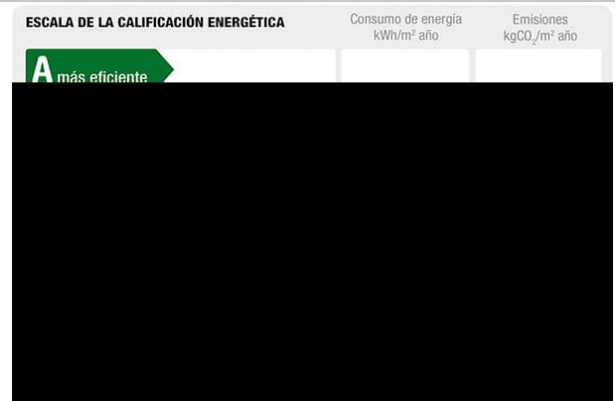 ESCALA DE LA CALIFICACIÓN ENERGÉTICA
Consumo de energía
kWh/m² año
Emisiones
kgCO₂/m² año
A más eficiente